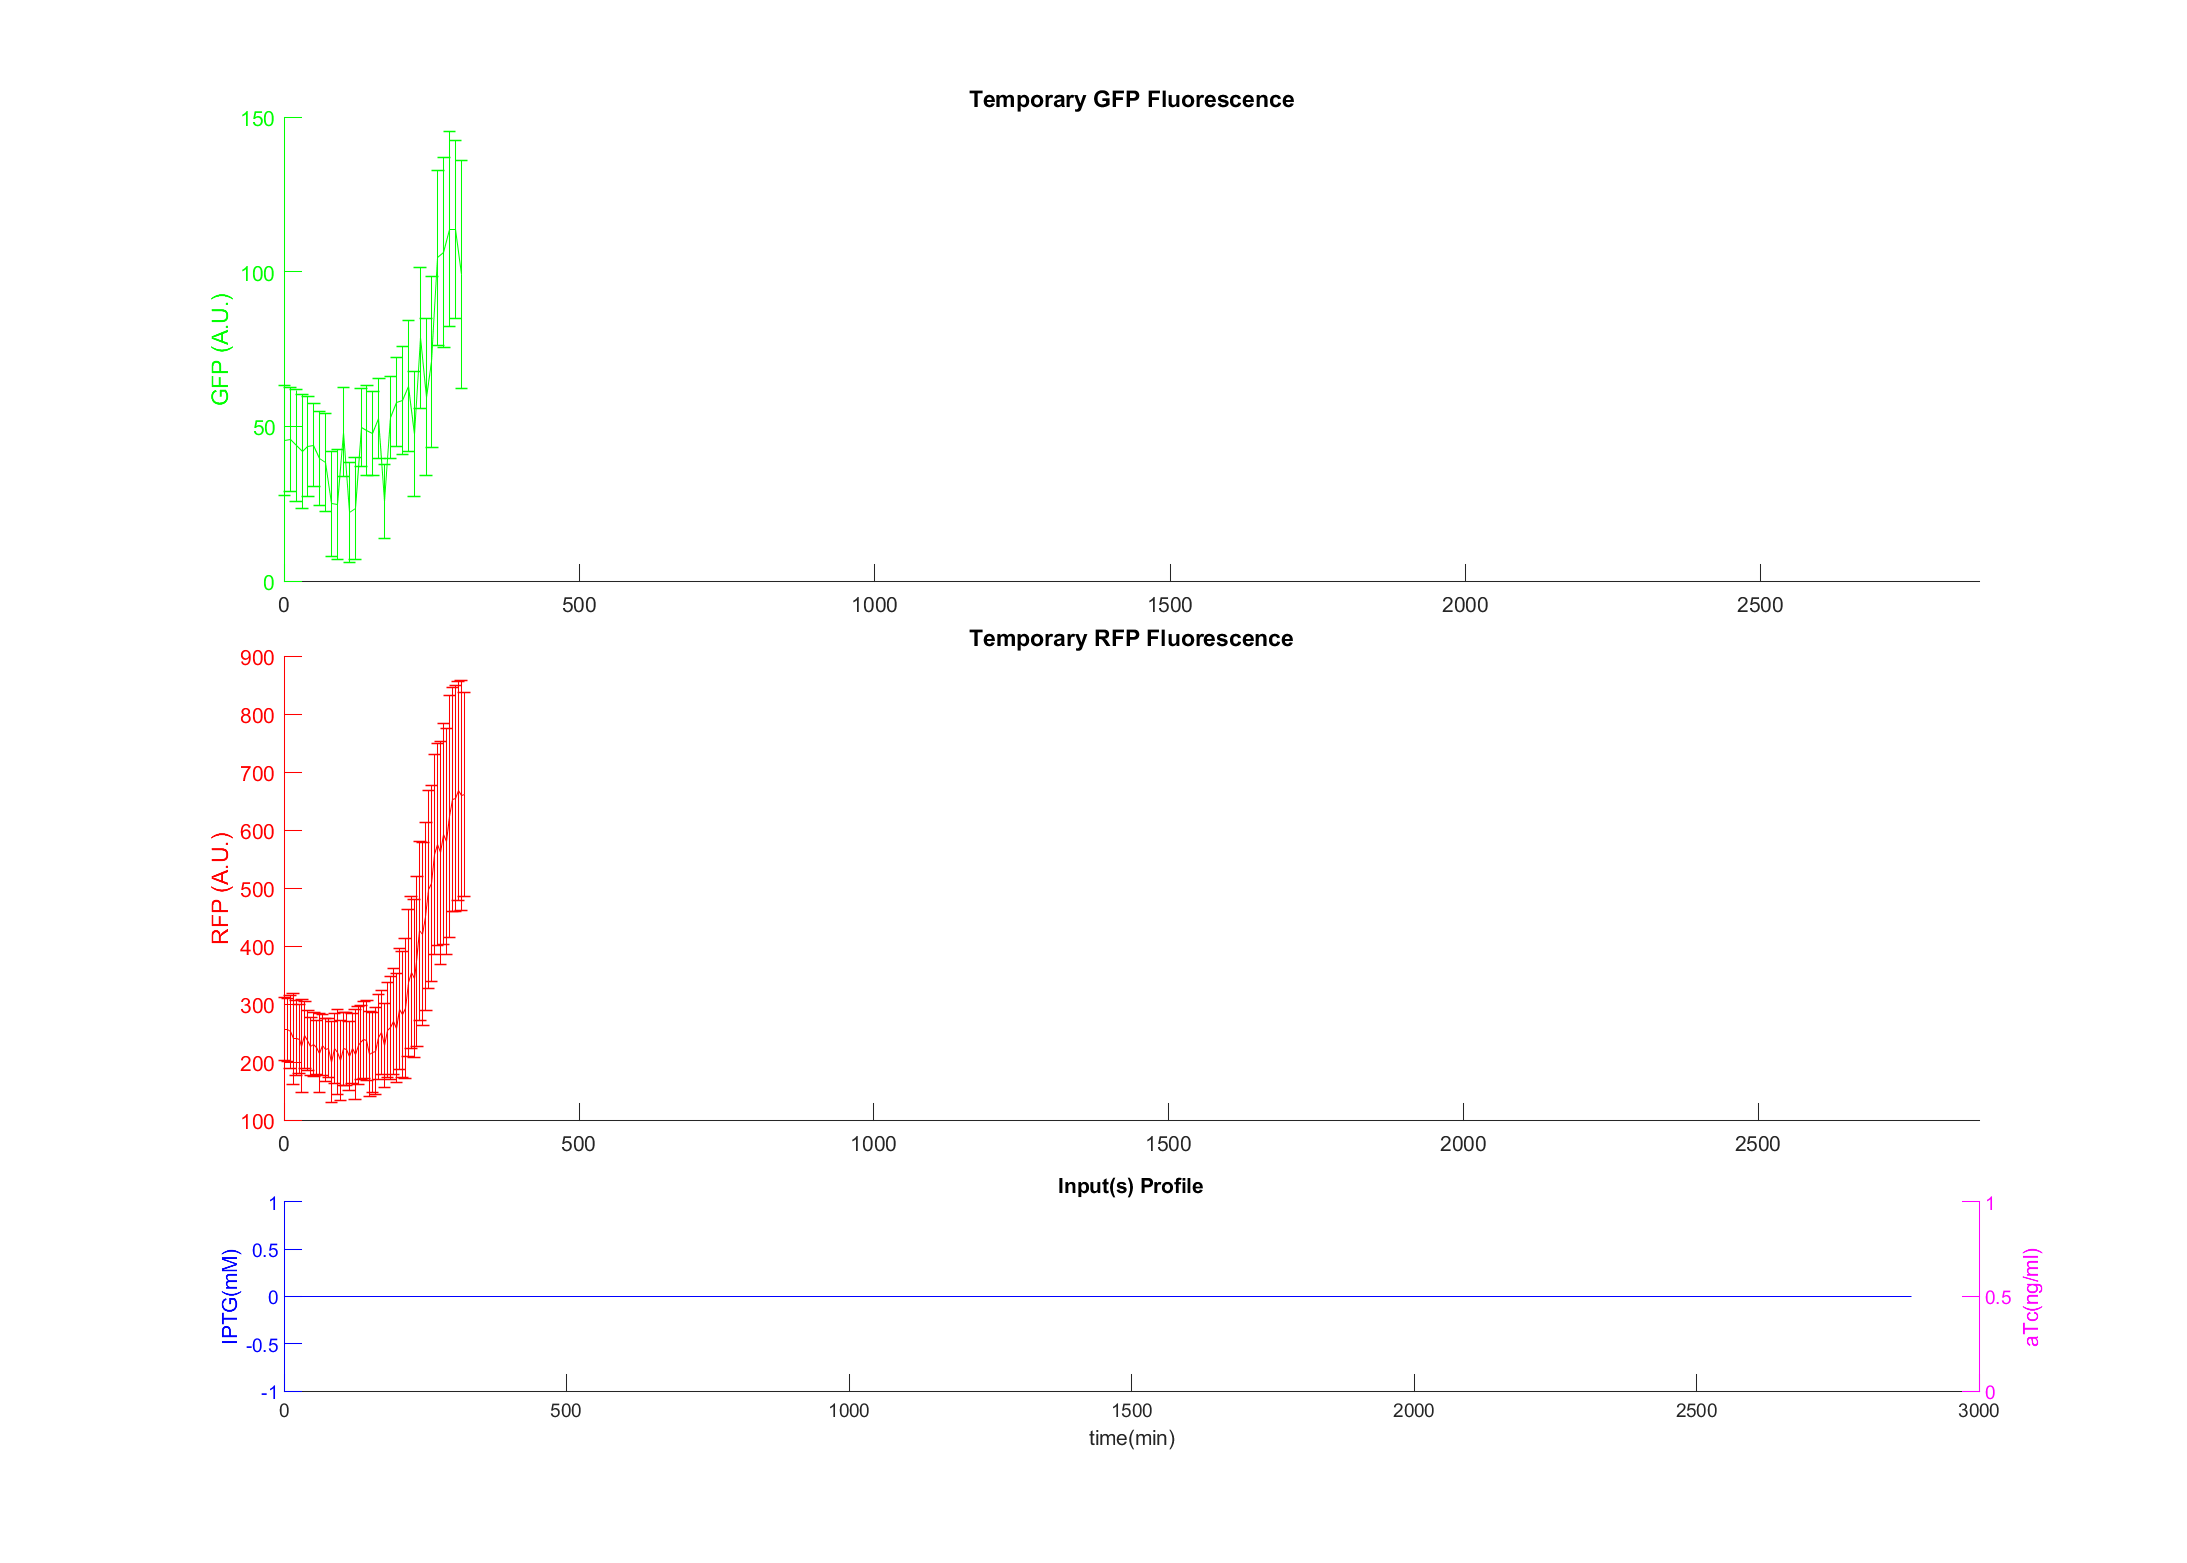 Temporary GFP Fluorescence
150
100
50
0
GFP (A.U.)
0 500 1000 1500 2000 2500
Temporary RFP Fluorescence
900
800
700
600
500
400
300
200
100
RFP (A.U.)
0 500 1000 1500 2000 2500
Input(s) Profile
1
0.5
0
-0.5
-1
IPTG(mM)
1
0.5
0
aTc(ng/ml)
0 500 1000 1500 2000 2500 3000
time(min)